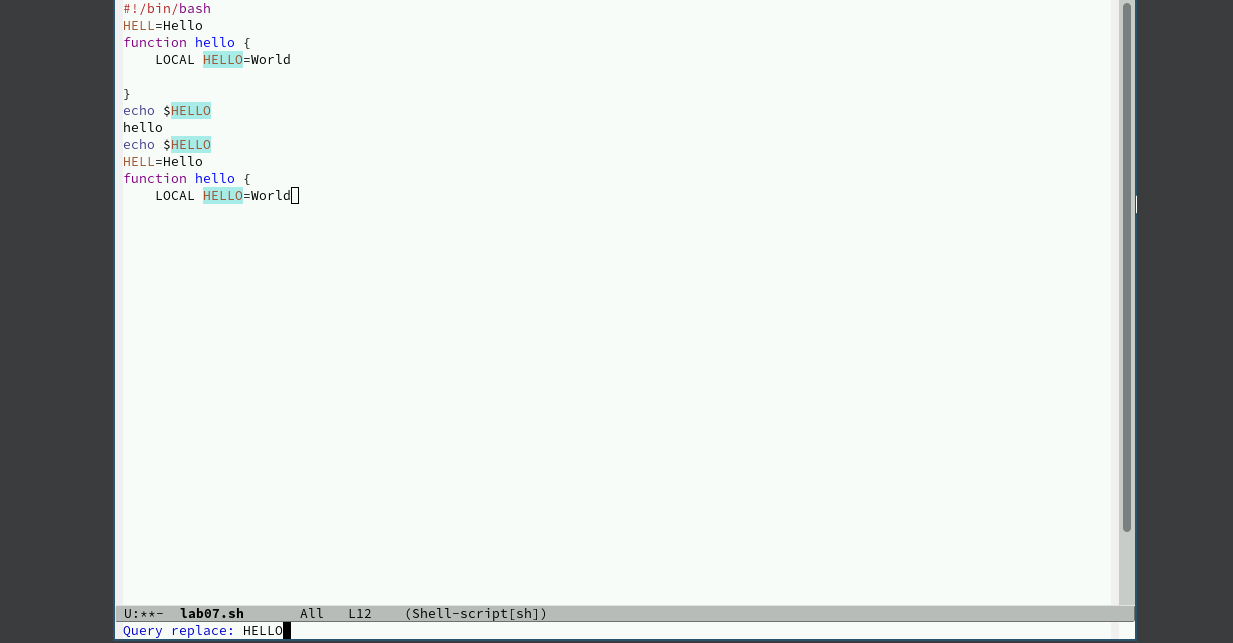 #!/bin/bash
HELL=Hello
function hello {
    LOCAL HELLO=World

}
echo $HELLO
hello
echo $HELLO
HELL=Hello
function hello {
    LOCAL HELLO=World
U:**-  lab07.sh       All   L12    (Shell-script[sh])
Query replace: HELLO